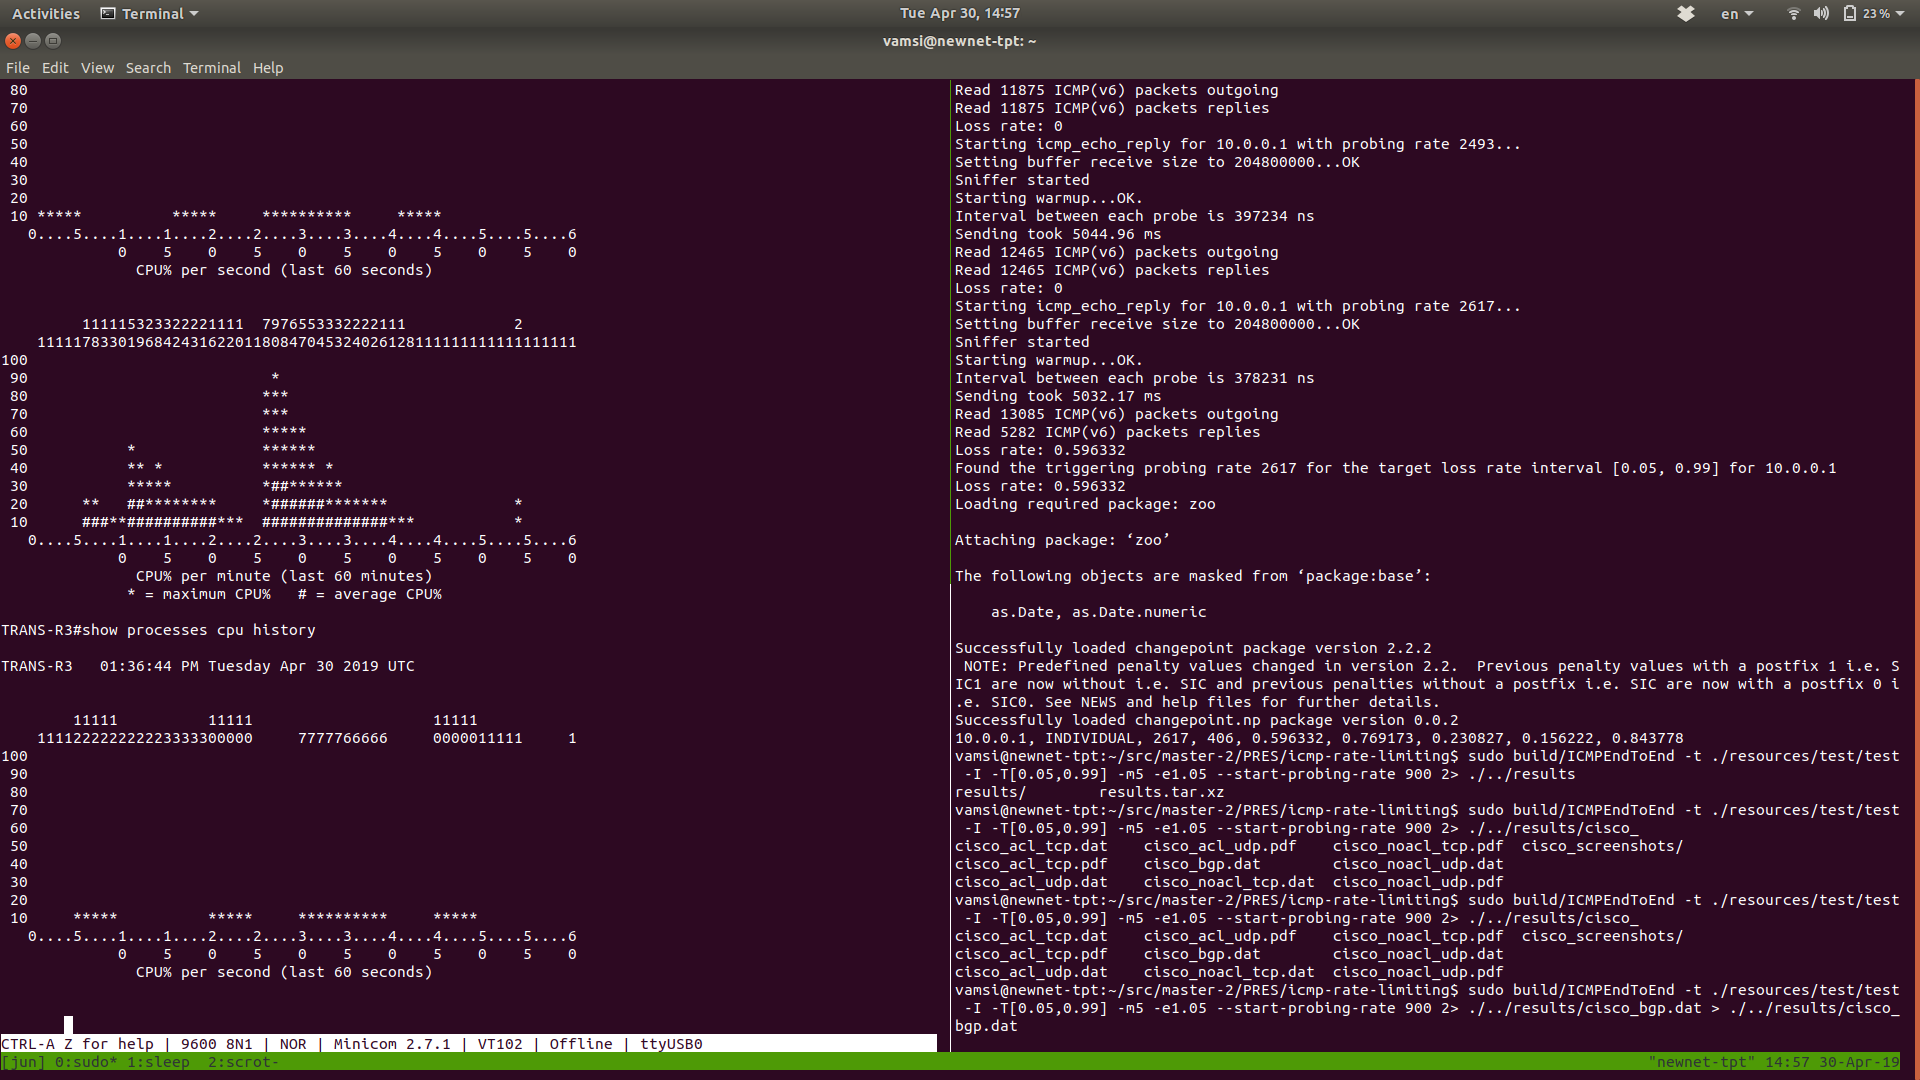 Activities Terminal Tue Apr 30, 14:57 en 23 %
vamsi@newnet-tpt: ~
File Edit View Search Terminal Help
 80
 70
 60
 50
 40
 30
 20
 10 *****          *****     **********     *****
   0....5....1....1....2....2....3....3....4....4....5....5....6
             0    5    0    5    0    5    0    5    0    5    0
               CPU% per second (last 60 seconds)
         111115323322221111  7976553332222111            2
    111117833019684243162201180847045324026128111111111111111111
100
 90                           *
 80                          ***
 70                          ***
 60                          *****
 50           *              ******
 40           ** *           ****** *
 30           *****          *##******
 20      **   ##********     *######*******              *
 10      ###**##########***  ##############***           *
   0....5....1....1....2....2....3....3....4....4....5....5....6
             0    5    0    5    0    5    0    5    0    5    0
               CPU% per minute (last 60 minutes)
               * = maximum CPU%   # = average CPU%
TRANS-R3#show processes cpu history
TRANS-R3   01:36:44 PM Tuesday Apr 30 2019 UTC
        11111          11111                    11111
    111122222222223333300000     7777766666     0000011111     1
100
 90
 80
 70
 60
 50
 40
 30
 20
 10     *****          *****     **********     *****
   0....5....1....1....2....2....3....3....4....4....5....5....6
             0    5    0    5    0    5    0    5    0    5    0
               CPU% per second (last 60 seconds)
CTRL-A Z for help | 9600 8N1 | NOR | Minicom 2.7.1 | VT102 | Offline | ttyUSB0
Read 11875 ICMP(v6) packets outgoing
Read 11875 ICMP(v6) packets replies
Loss rate: 0
Starting icmp_echo_reply for 10.0.0.1 with probing rate 2493...
Setting buffer receive size to 204800000...OK
Sniffer started
Starting warmup...OK.
Interval between each probe is 397234 ns
Sending took 5044.96 ms
Read 12465 ICMP(v6) packets outgoing
Read 12465 ICMP(v6) packets replies
Loss rate: 0
Starting icmp_echo_reply for 10.0.0.1 with probing rate 2617...
Setting buffer receive size to 204800000...OK
Sniffer started
Starting warmup...OK.
Interval between each probe is 378231 ns
Sending took 5032.17 ms
Read 13085 ICMP(v6) packets outgoing
Read 5282 ICMP(v6) packets replies
Loss rate: 0.596332
Found the triggering probing rate 2617 for the target loss rate interval [0.05, 0.99] for 10.0.0.1
Loss rate: 0.596332
Loading required package: zoo
Attaching package: ‘zoo’
The following objects are masked from ‘package:base’:
    as.Date, as.Date.numeric
Successfully loaded changepoint package version 2.2.2
 NOTE: Predefined penalty values changed in version 2.2.  Previous penalty values with a postfix 1 i.e. S
IC1 are now without i.e. SIC and previous penalties without a postfix i.e. SIC are now with a postfix 0 i
.e. SIC0. See NEWS and help files for further details.
Successfully loaded changepoint.np package version 0.0.2
10.0.0.1, INDIVIDUAL, 2617, 406, 0.596332, 0.769173, 0.230827, 0.156222, 0.843778
vamsi@newnet-tpt:~/src/master-2/PRES/icmp-rate-limiting$ sudo build/ICMPEndToEnd -t ./resources/test/test
 -I -T[0.05,0.99] -m5 -e1.05 --start-probing-rate 900 2> ./../results
results/        results.tar.xz
vamsi@newnet-tpt:~/src/master-2/PRES/icmp-rate-limiting$ sudo build/ICMPEndToEnd -t ./resources/test/test
 -I -T[0.05,0.99] -m5 -e1.05 --start-probing-rate 900 2> ./../results/cisco_
cisco_acl_tcp.dat    cisco_acl_udp.pdf    cisco_noacl_tcp.pdf  cisco_screenshots/
cisco_acl_tcp.pdf    cisco_bgp.dat        cisco_noacl_udp.dat
cisco_acl_udp.dat    cisco_noacl_tcp.dat  cisco_noacl_udp.pdf
vamsi@newnet-tpt:~/src/master-2/PRES/icmp-rate-limiting$ sudo build/ICMPEndToEnd -t ./resources/test/test
 -I -T[0.05,0.99] -m5 -e1.05 --start-probing-rate 900 2> ./../results/cisco_
cisco_acl_tcp.dat    cisco_acl_udp.pdf    cisco_noacl_tcp.pdf  cisco_screenshots/
cisco_acl_tcp.pdf    cisco_bgp.dat        cisco_noacl_udp.dat
cisco_acl_udp.dat    cisco_noacl_tcp.dat  cisco_noacl_udp.pdf
vamsi@newnet-tpt:~/src/master-2/PRES/icmp-rate-limiting$ sudo build/ICMPEndToEnd -t ./resources/test/test
 -I -T[0.05,0.99] -m5 -e1.05 --start-probing-rate 900 2> ./../results/cisco_bgp.dat > ./../results/cisco_
bgp.dat
[jun] 0:sudo* 1:sleep  2:scrot- "newnet-tpt" 14:57 30-Apr-19